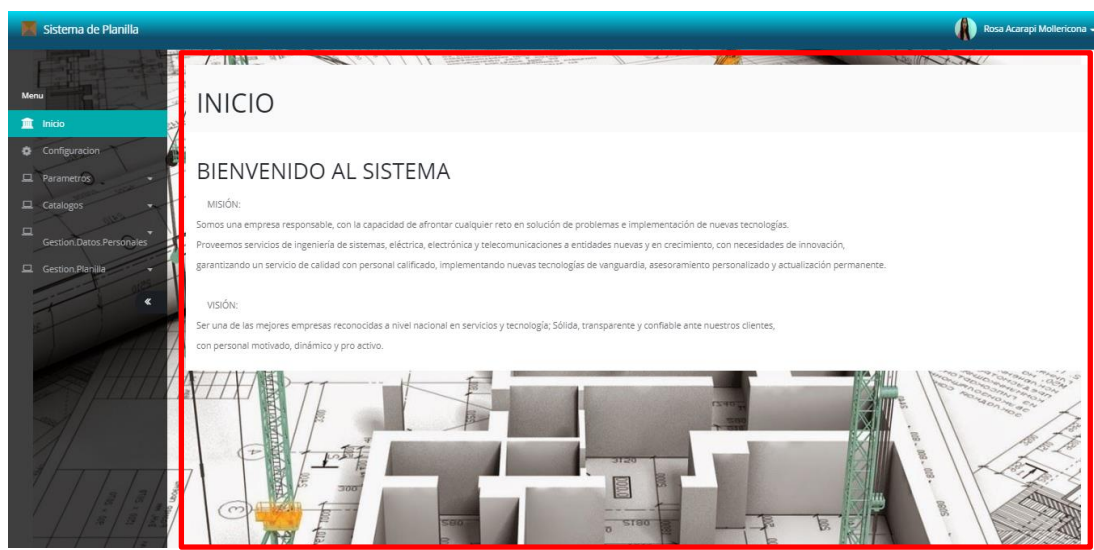 Sistema de Planilla
Rosa Acarapi Mollericona
Menu
Inicio
Configuracion
Parametros
Catalogos
Gestion.Datos.Personales
Gestion.Planilla
INICIO
BIENVENIDO AL SISTEMA
MISIÓN:
Somos una empresa responsable, con la capacidad de afrontar cualquier reto en solución de problemas e implementación de nuevas tecnologías.
Proveemos servicios de ingeniería de sistemas, eléctrica, electrónica y telecomunicaciones a entidades nuevas y en crecimiento, con necesidades de innovación,
garantizando un servicio de calidad con personal calificado, implementando nuevas tecnologías de vanguardia, asesoramiento personalizado y actualización permanente.
VISIÓN:
Ser una de las mejores empresas reconocidas a nivel nacional en servicios y tecnología; Sólida, transparente y confiable ante nuestros clientes,
con personal motivado, dinámico y pro activo.